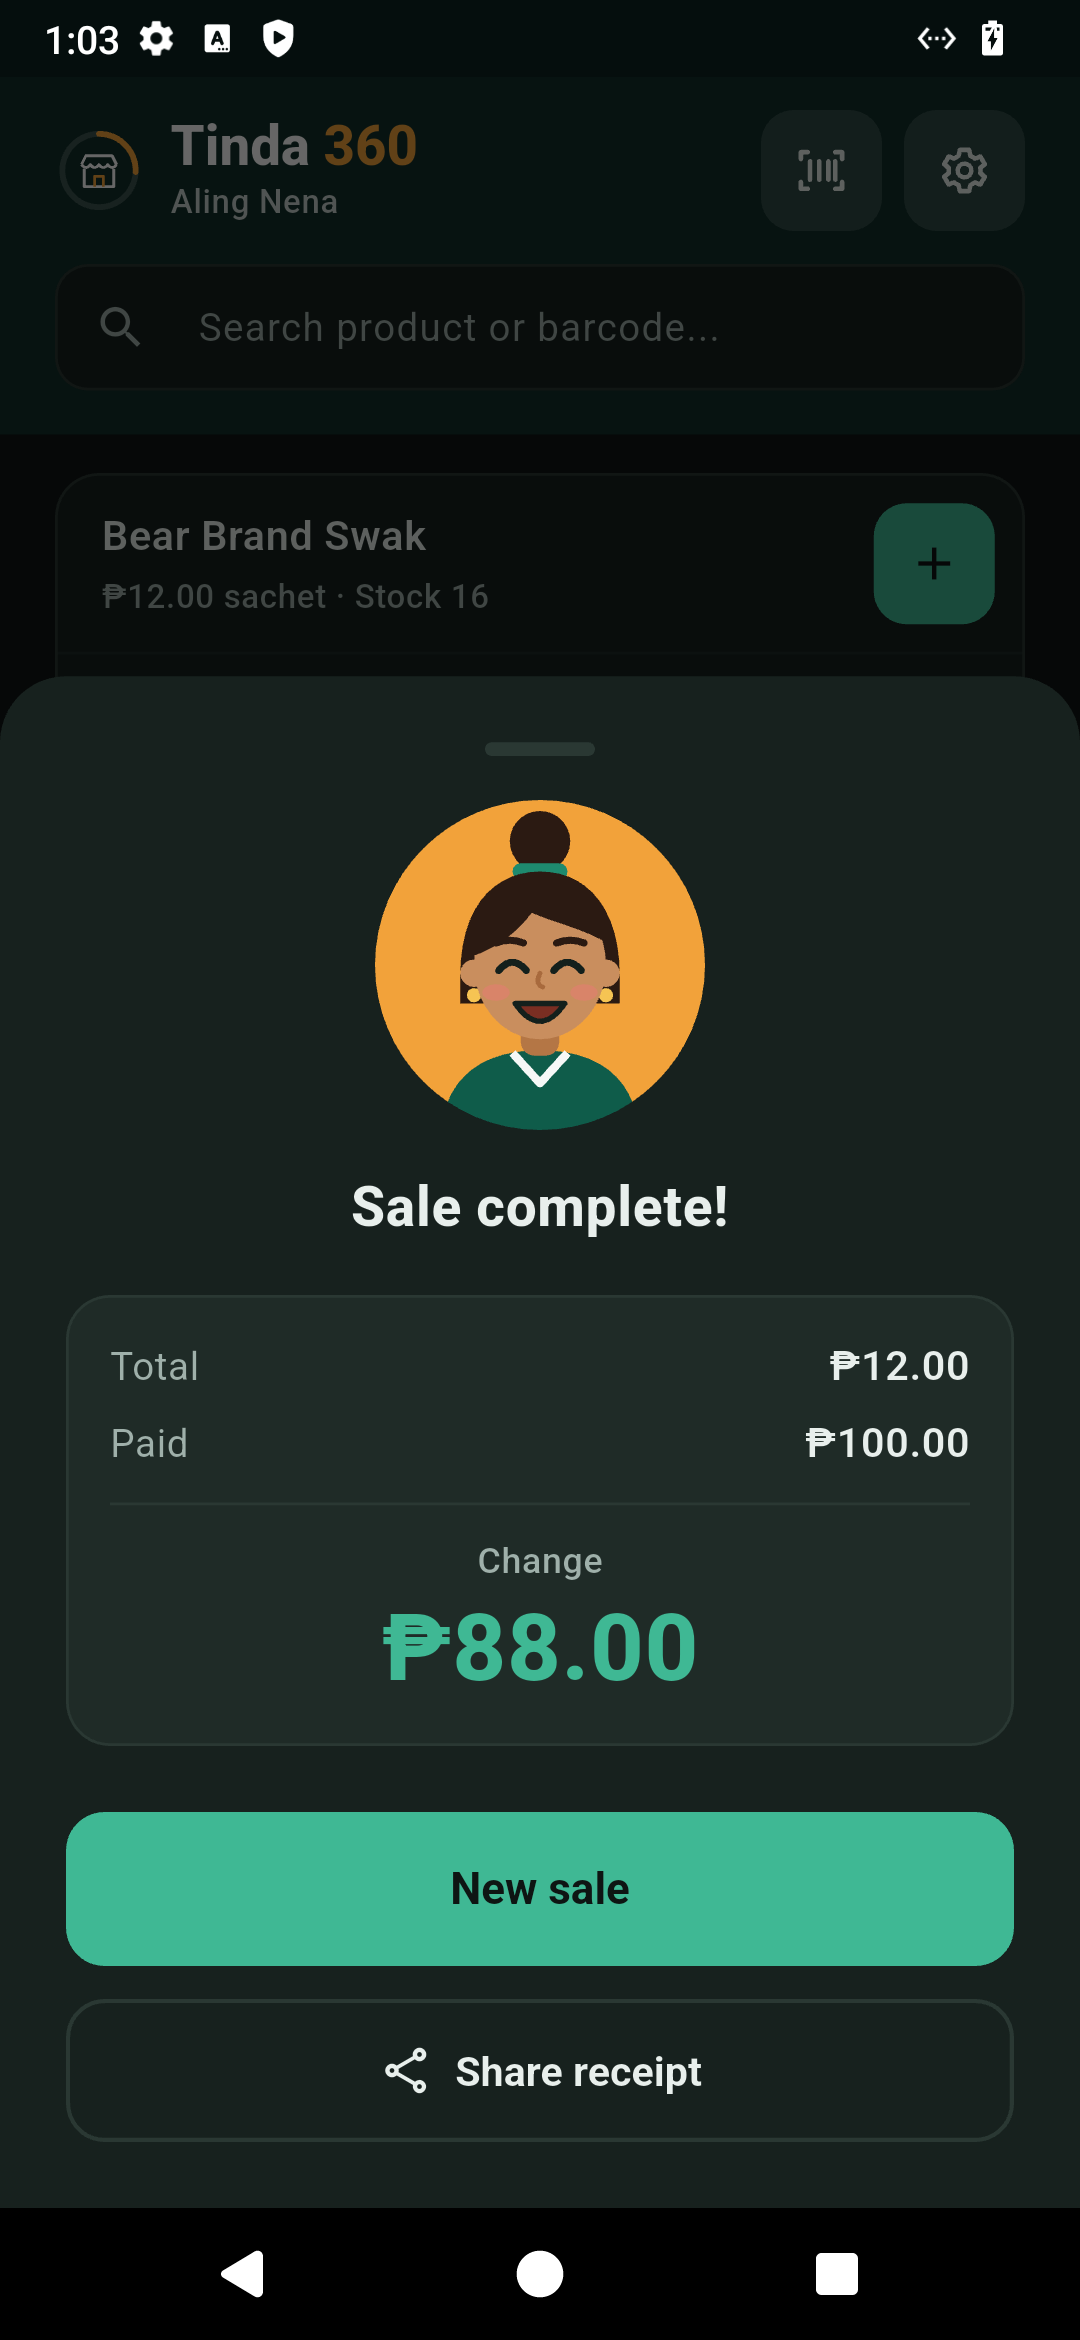 1:03
Tinda 360
Aling Nena
Search product or barcode...
Bear Brand Swak
₱12.00 sachet · Stock 16
Sale complete!
Total ₱12.00
Paid ₱100.00
Change
₱88.00
New sale
Share receipt